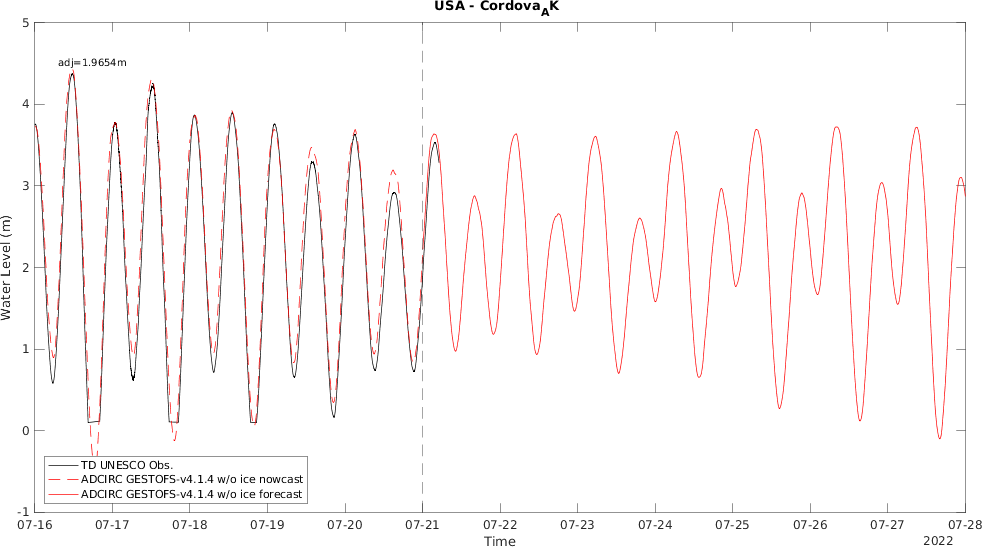 USA - Cordova_AK
5
adj=1.9654m
4
3
2
1
0
-1
Water Level (m)
TD UNESCO Obs.
ADCIRC GESTOFS-v4.1.4 w/o ice nowcast
ADCIRC GESTOFS-v4.1.4 w/o ice forecast
07-16 07-17 07-18 07-19 07-20 07-21 07-22 07-23 07-24 07-25 07-26 07-27 07-28
Time
2022